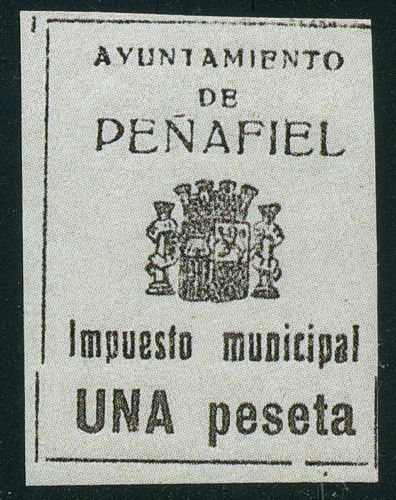 AYUNTAMIENTO
DE
PEÑAFIEL
Impuesto municipal
UNA peseta